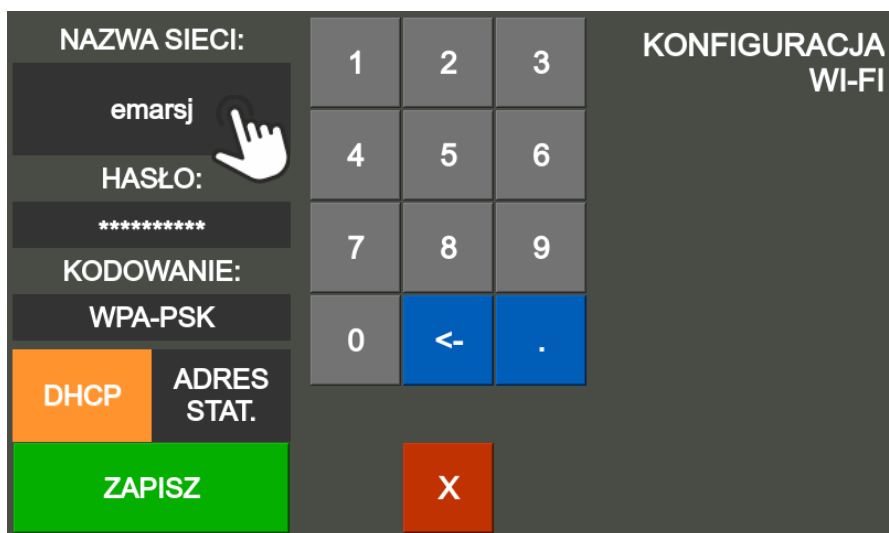 NAZWA SIECI:
emarsj
HASŁO:
**********
KODOWANIE:
WPA-PSK
DHCP
ADRES
STAT.
ZAPISZ
1 2 3
4 5 6
7 8 9
0 <- .
X
KONFIGURACJA
WI-FI